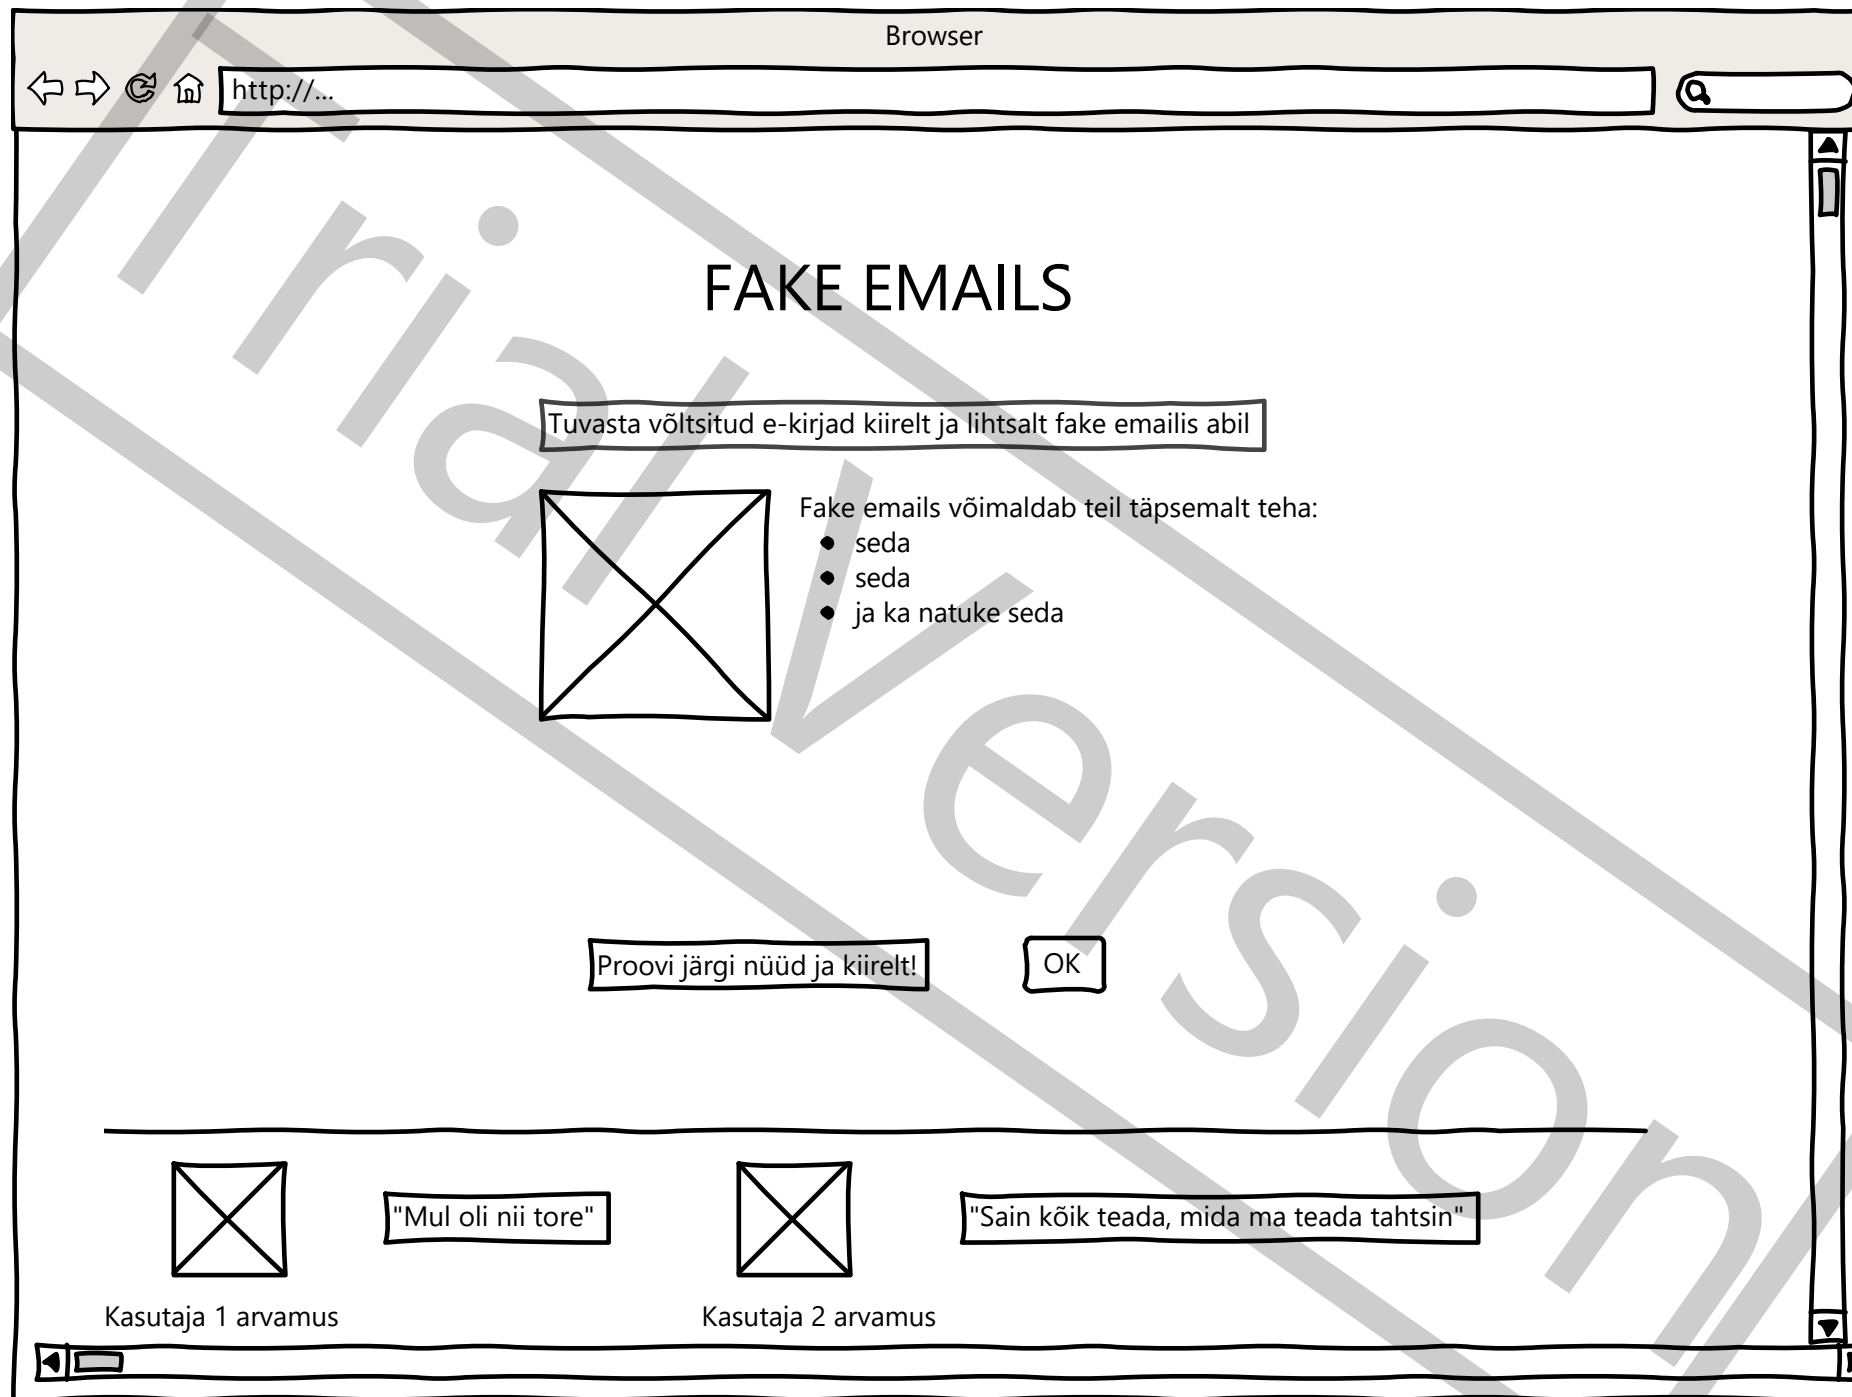 Browser
http://...
FAKE EMAILS
Tuvasta võltsitud e-kirjad kiirelt ja lihtsalt fake emailis abil
Fake emails võimaldab teil täpsemalt teha:
seda
seda
ja ka natuke seda
Proovi järgi nüüd ja kiirelt!
OK
"Mul oli nii tore"
"Sain kõik teada, mida ma teada tahtsin"
Kasutaja 1 arvamus
Kasutaja 2 arvamus
Trial Version